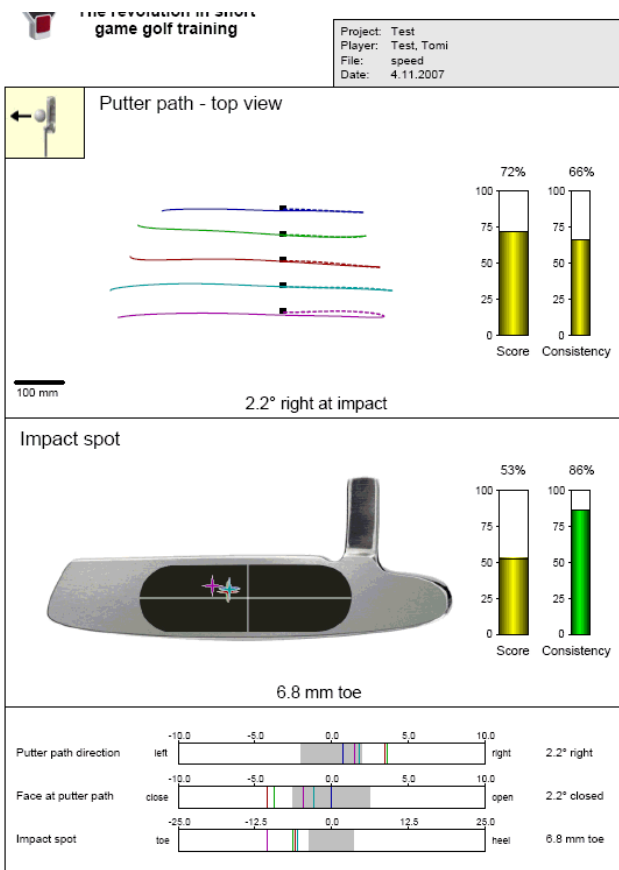 The revolution in short
game golf training
Project: Test
Player: Test, Tomi
File: speed
Date: 4.11.2007
Putter path - top view
72% 66%
100 100
75 75
50 50
25 25
0 0
Score Consistency
100 mm
2.2° right at impact
Impact spot
53% 86%
100 100
75 75
50 50
25 25
0 0
Score Consistency
6.8 mm toe
-10.0 -5.0 0.0 5.0 10.0
Putter path direction left right 2.2° right
-10.0 -5.0 0.0 5.0 10.0
Face at putter path close open 2.2° closed
-25.0 -12.5 0.0 12.5 25.0
Impact spot toe heel 6.8 mm toe